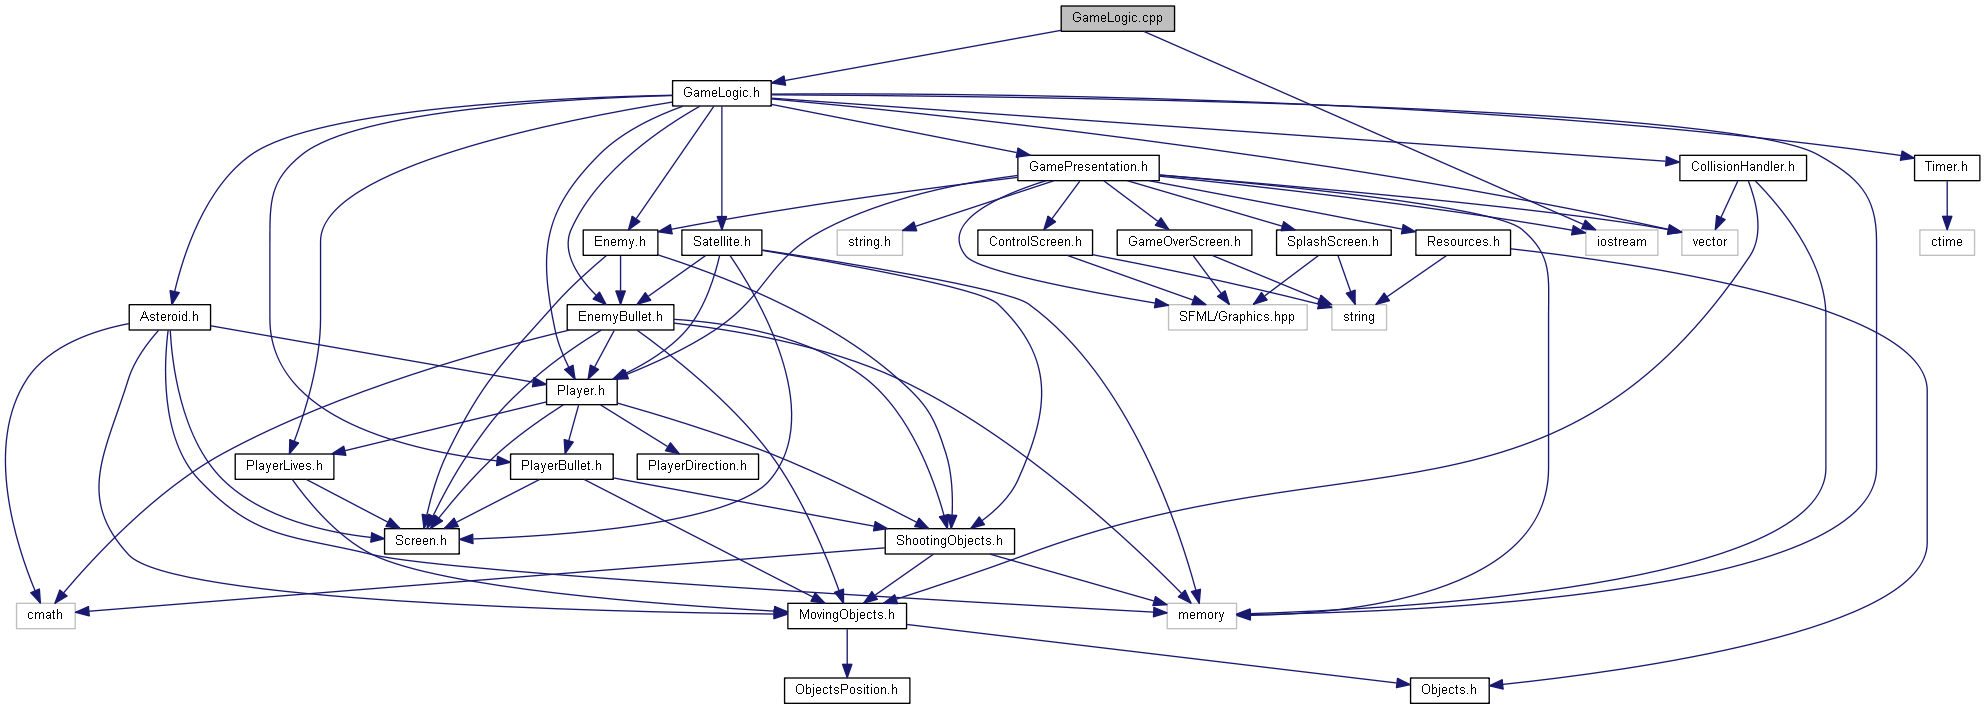 GameLogic.cpp
GameLogic.h
GamePresentation.h
CollisionHandler.h
Timer.h
Enemy.h
Satellite.h
string.h
ControlScreen.h
GameOverScreen.h
SplashScreen.h
Resources.h
iostream
vector
ctime
Asteroid.h
EnemyBullet.h
SFML/Graphics.hpp
string
Player.h
PlayerLives.h
PlayerBullet.h
PlayerDirection.h
Screen.h
ShootingObjects.h
cmath
MovingObjects.h
memory
ObjectsPosition.h
Objects.h